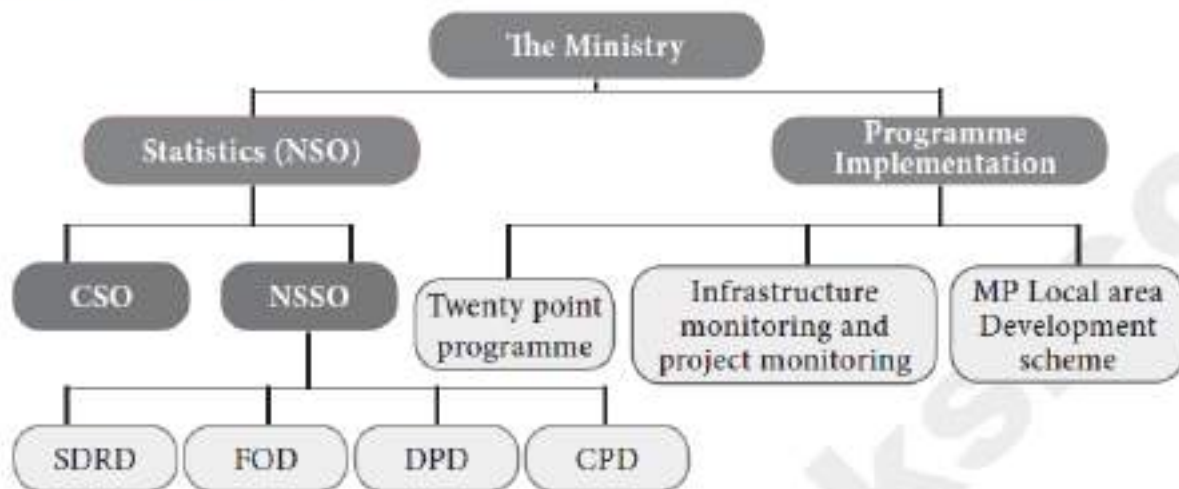 The Ministry
Statistics (NSO)
Programme
Implementation
CSO
NSSO
Twenty point
programme
Infrastructure
monitoring and
project monitoring
MP Local area
Development
scheme
SDRD
FOD
DPD
CPD